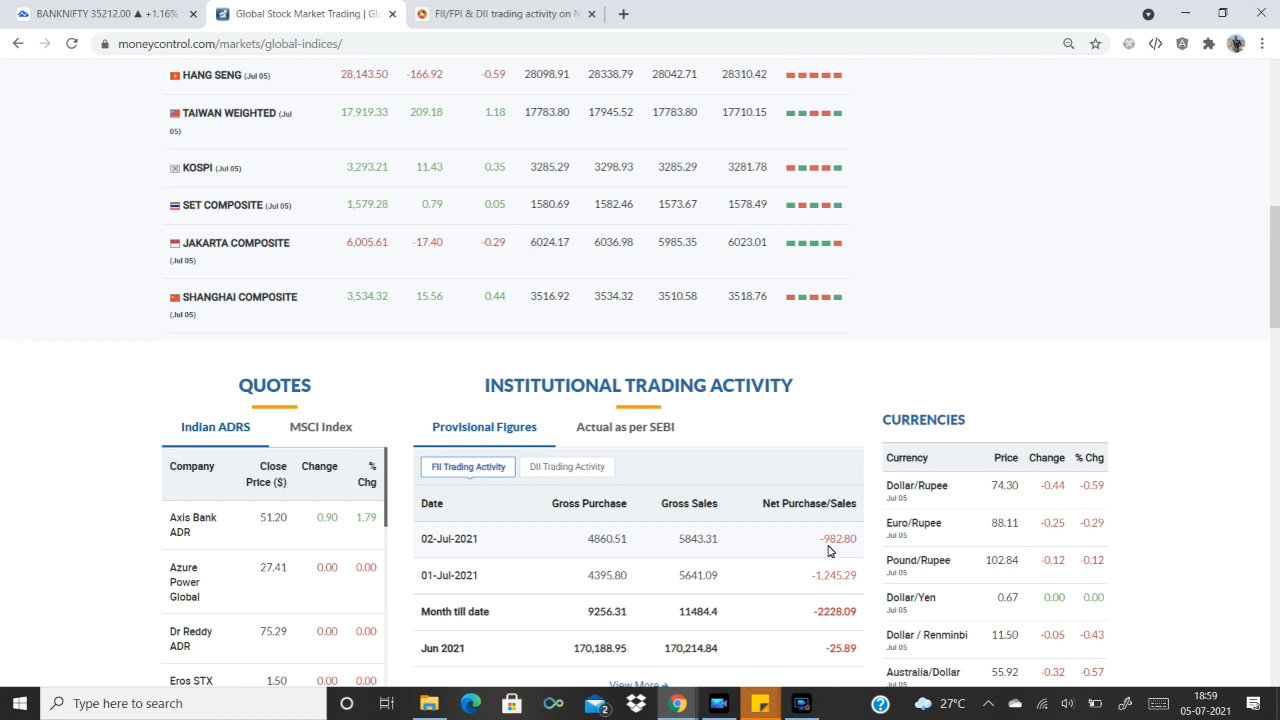 BANKNIFTY 35212.00 ▲ +1.16%
Global Stock Market Trading | Gl
FII/FPI & DII trading activity on N
moneycontrol.com/markets/global-indices/
HANG SENG (Jul 05) 28,143.50 -166.92 -0.59 28098.91 28338.79 28042.71 28310.42
TAIWAN WEIGHTED (Jul 17,919.33 209.18 1.18 17783.80 17945.52 17783.80 17710.15
05)
KOSPI (Jul 05) 3,293.21 11.43 0.35 3285.29 3298.93 3285.29 3281.78
SET COMPOSITE (Jul 05) 1,579.28 0.79 0.05 1580.69 1582.46 1573.67 1578.49
JAKARTA COMPOSITE 6,005.61 -17.40 -0.29 6024.17 6036.98 5985.35 6023.01
(Jul 05)
SHANGHAI COMPOSITE 3,534.32 15.56 0.44 3516.92 3534.32 3510.58 3518.76
(Jul 05)
QUOTES
Indian ADRS MSCI Index
Company Close Change %
Price ($) Chg
Axis Bank 51.20 0.90 1.79
ADR
Azure 27.41 0.00 0.00
Power
Global
Dr Reddy 75.29 0.00 0.00
ADR
Eros STX 1.50 0.00 0.00
INSTITUTIONAL TRADING ACTIVITY
Provisional Figures Actual as per SEBI
FII Trading Activity DII Trading Activity
Date Gross Purchase Gross Sales Net Purchase/Sales
02-Jul-2021 4860.51 5843.31 -982.80
01-Jul-2021 4395.80 5641.09 -1,245.29
Month till date 9256.31 11484.4 -2228.09
Jun 2021 170,188.95 170,214.84 -25.89
View More
CURRENCIES
Currency Price Change % Chg
Dollar/Rupee 74.30 -0.44 -0.59
Jul 05
Euro/Rupee 88.11 -0.25 -0.29
Jul 05
Pound/Rupee 102.84 -0.12 -0.12
Jul 05
Dollar/Yen 0.67 0.00 0.00
Jul 05
Dollar / Renminbi 11.50 -0.05 -0.43
Jul 05
Australia/Dollar 55.92 -0.32 -0.57
Jul 05
Type here to search
2
27°C
18:59
05-07-2021